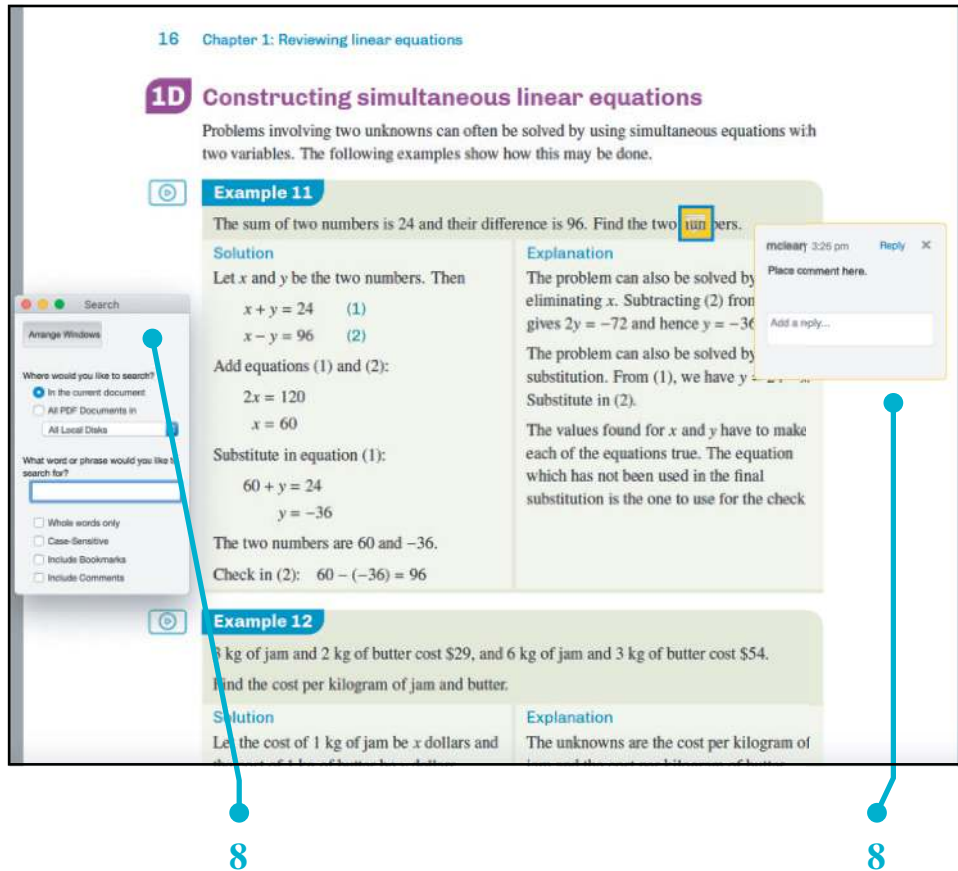 16 Chapter 1: Reviewing linear equations
1D Constructing simultaneous linear equations
Problems involving two unknowns can often be solved by using simultaneous equations with
two variables. The following examples show how this may be done.
Example 11
The sum of two numbers is 24 and their difference is 96. Find the two bers.
Solution
Let x and y be the two numbers. Then
x + y = 24 (1)
x − y = 96 (2)
Add equations (1) and (2):
2x = 120
x = 60
Substitute in equation (1):
60 + y = 24
y = −36
The two numbers are 60 and −36.
Check in (2): 60 − (−36) = 96
Explanation
The problem can also be solved by
eliminating x. Subtracting (2) from
gives 2y = −72 and hence y = −36
The problem can also be solved by
substitution. From (1), we have y =
Substitute in (2).
The values found for x and y have to make
each of the equations true. The equation
which has not been used in the final
substitution is the one to use for the check
mcleary 3:26 pm Reply ×
Place comment here.
Add a reply...
Search
Arrange Windows
Where would you like to search?
In the current document
All PDF Documents in
All Local Disks
What word or phrase would you like to
search for?
Whole words only
Case-Sensitive
Include Bookmarks
Include Comments
Example 12
3 kg of jam and 2 kg of butter cost $29, and 6 kg of jam and 3 kg of butter cost $54.
Find the cost per kilogram of jam and butter.
Solution
Let the cost of 1 kg of jam be x dollars and
Explanation
The unknowns are the cost per kilogram of
8
8